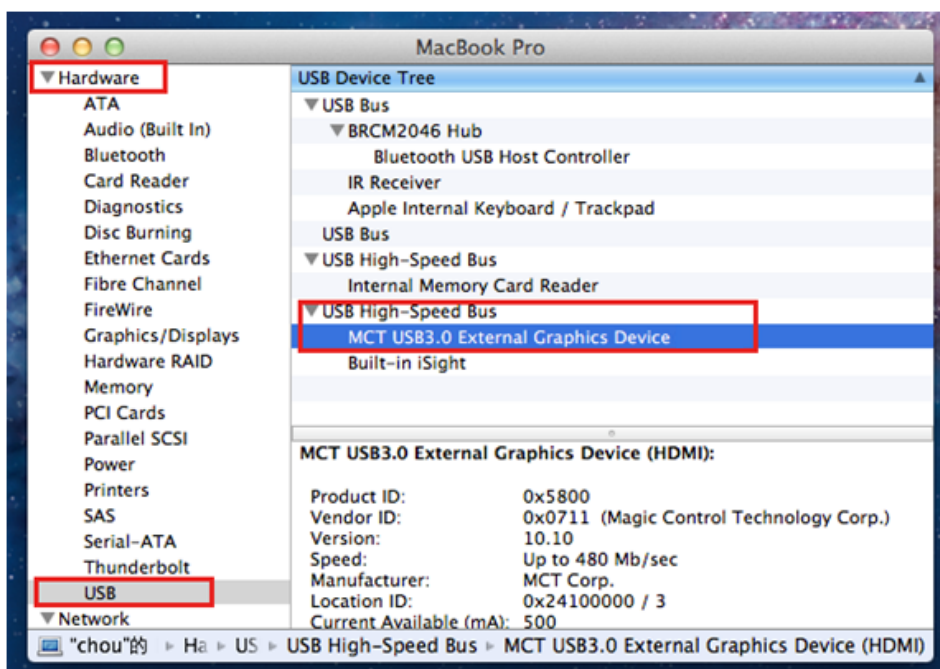 MacBook Pro
Hardware
ATA
Audio (Built In)
Bluetooth
Card Reader
Diagnostics
Disc Burning
Ethernet Cards
Fibre Channel
FireWire
Graphics/Displays
Hardware RAID
Memory
PCI Cards
Parallel SCSI
Power
Printers
SAS
Serial-ATA
Thunderbolt
USB
Network
USB Device Tree
USB Bus
BRCM2046 Hub
Bluetooth USB Host Controller
IR Receiver
Apple Internal Keyboard / Trackpad
USB Bus
USB High-Speed Bus
Internal Memory Card Reader
USB High-Speed Bus
MCT USB3.0 External Graphics Device
Built-in iSight
MCT USB3.0 External Graphics Device (HDMI):
Product ID: 0x5800
Vendor ID: 0x0711 (Magic Control Technology Corp.)
Version: 10.10
Speed: Up to 480 Mb/sec
Manufacturer: MCT Corp.
Location ID: 0x24100000 / 3
Current Available (mA): 500
"chou"的 ▸ Ha ▸ US ▸ USB High-Speed Bus ▸ MCT USB3.0 External Graphics Device (HDMI)